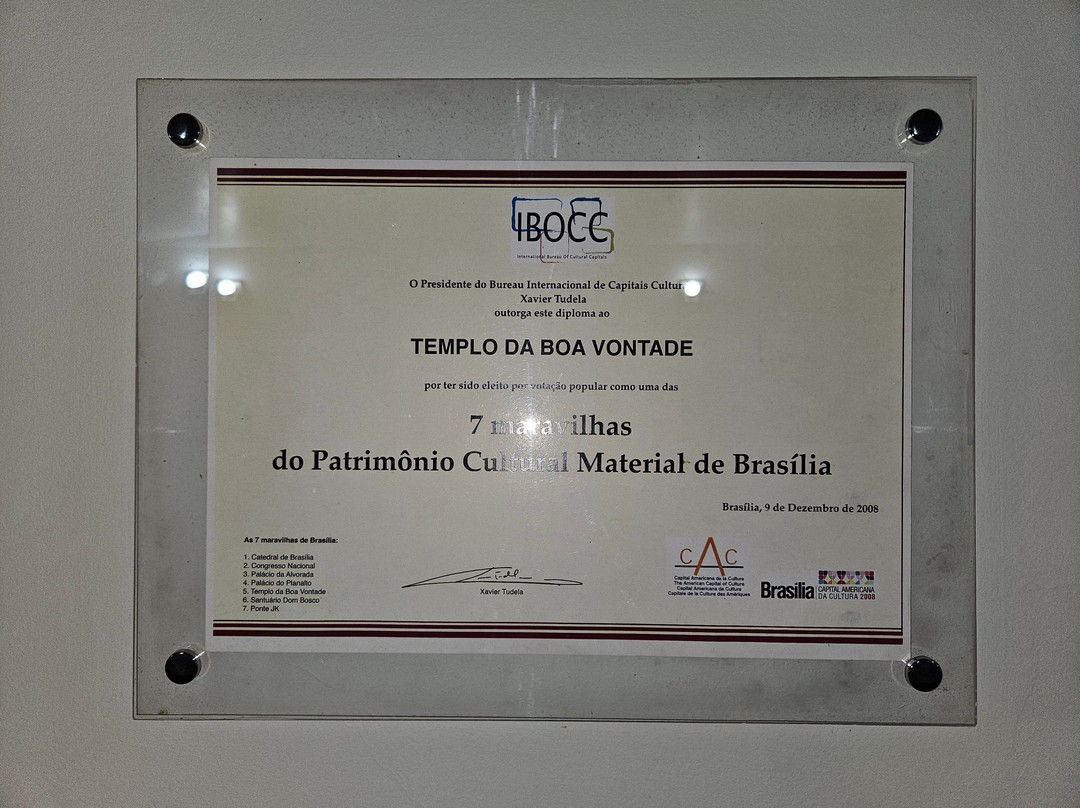 IBOCC
International Bureau Of Cultural Capitals
O Presidente do Bureau Internacional de Capitais Culturais
Xavier Tudela
outorga este diploma ao
TEMPLO DA BOA VONTADE
por ter sido eleito por votação popular como uma das
7 maravilhas
do Patrimônio Cultural Material de Brasília
Brasília, 9 de Dezembro de 2008
As 7 maravilhas de Brasília:
1. Catedral de Brasília
2. Congresso Nacional
3. Palácio da Alvorada
4. Palácio do Planalto
5. Templo da Boa Vontade
6. Santuário Dom Bosco
7. Ponte JK
Xavier Tudela
CAC
Capital Americana de la Cultura
The American Capital of Culture
Capital Americana da Cultura
Capitale de la Culture des Amériques
Brasília
CAPITAL AMERICANA
DA CULTURA 2008